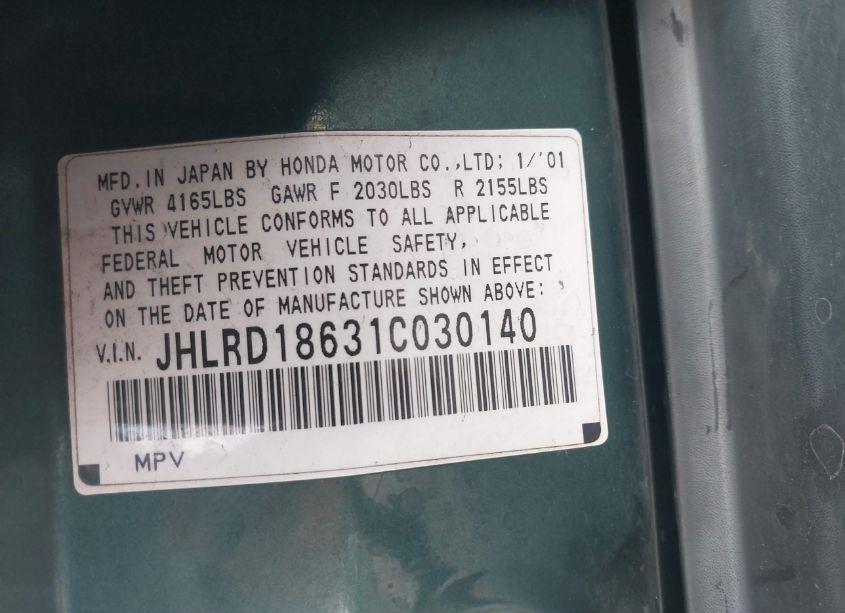 MFD.IN JAPAN BY HONDA MOTOR CO.,LTD; 1/'01
GVWR 4165LBS GAWR F 2030LBS R 2155LBS
THIS VEHICLE CONFORMS TO ALL APPLICABLE
FEDERAL MOTOR VEHICLE SAFETY,
AND THEFT PREVENTION STANDARDS IN EFFECT
ON THE DATE OF MANUFACTURE SHOWN ABOVE:
V.I.N. JHLRD18631C030140
MPV